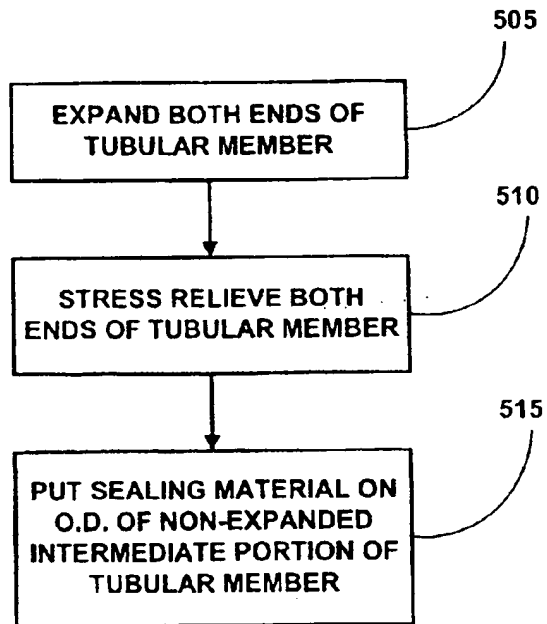 505
EXPAND BOTH ENDS OF
TUBULAR MEMBER
510
STRESS RELIEVE BOTH
ENDS OF TUBULAR MEMBER
515
PUT SEALING MATERIAL ON
O.D. OF NON-EXPANDED
INTERMEDIATE PORTION OF
TUBULAR MEMBER